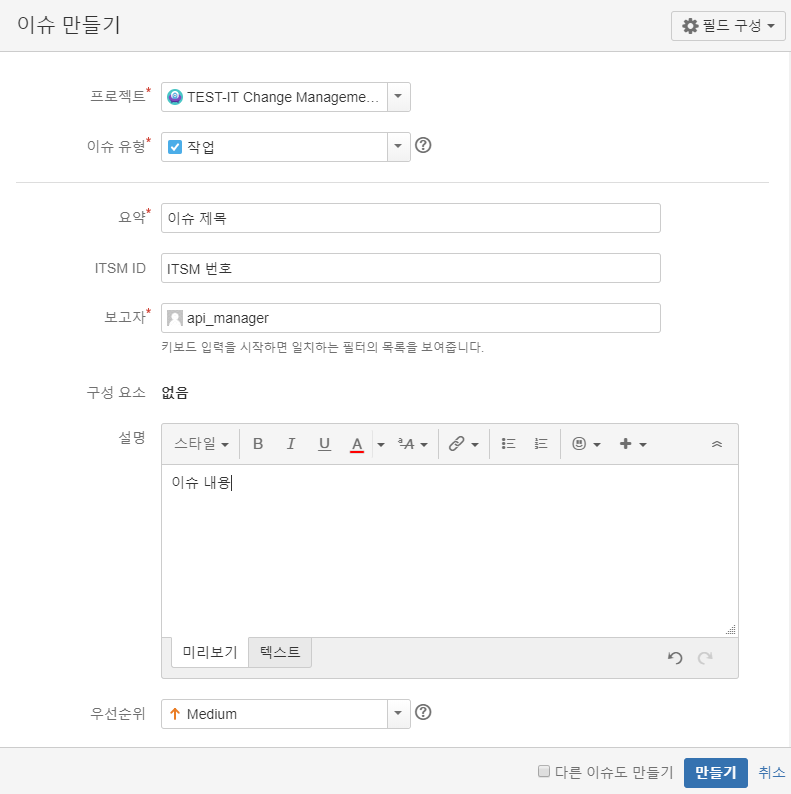 이슈 만들기
필드 구성
프로젝트* TEST-IT Change Manageme…
이슈 유형* 작업
요약* 이슈 제목
ITSM ID ITSM 번호
보고자* api_manager
키보드 입력을 시작하면 일치하는 필터의 목록을 보여줍니다.
구성 요소 없음
설명
스타일 B I U A ªA
이슈 내용
미리보기 텍스트
우선순위 Medium
다른 이슈도 만들기 만들기 취소